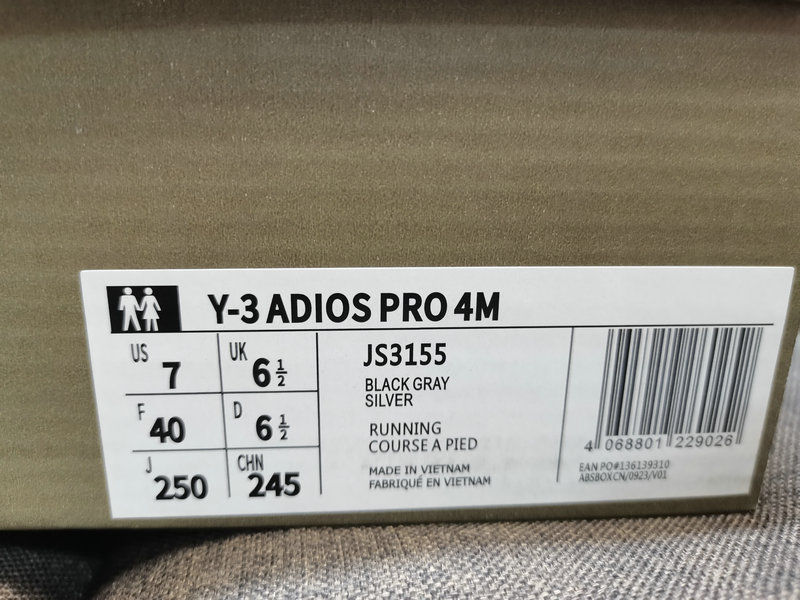 Y-3 ADIOS PRO 4M
US 7
UK 6 1/2
F 40
D 6 1/2
J 250
CHN 245
JS3155
BLACK GRAY
SILVER
RUNNING
COURSE A PIED
MADE IN VIETNAM
FABRIQUÉ EN VIETNAM
4 068801 229026
EAN PO#136139310
ABSBOXCN/0923/V01